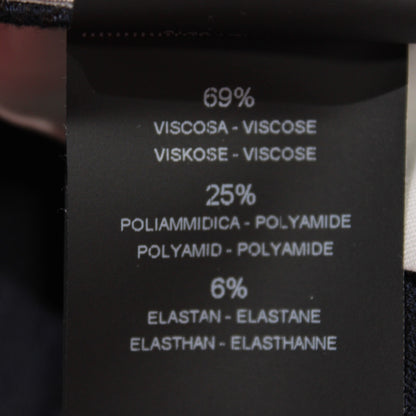 69%
VISCOSA - VISCOSE
VISKOSE - VISCOSE
25%
POLIAMMIDICA - POLYAMIDE
POLYAMID - POLYAMIDE
6%
ELASTAN - ELASTANE
ELASTHAN - ELASTHANNE